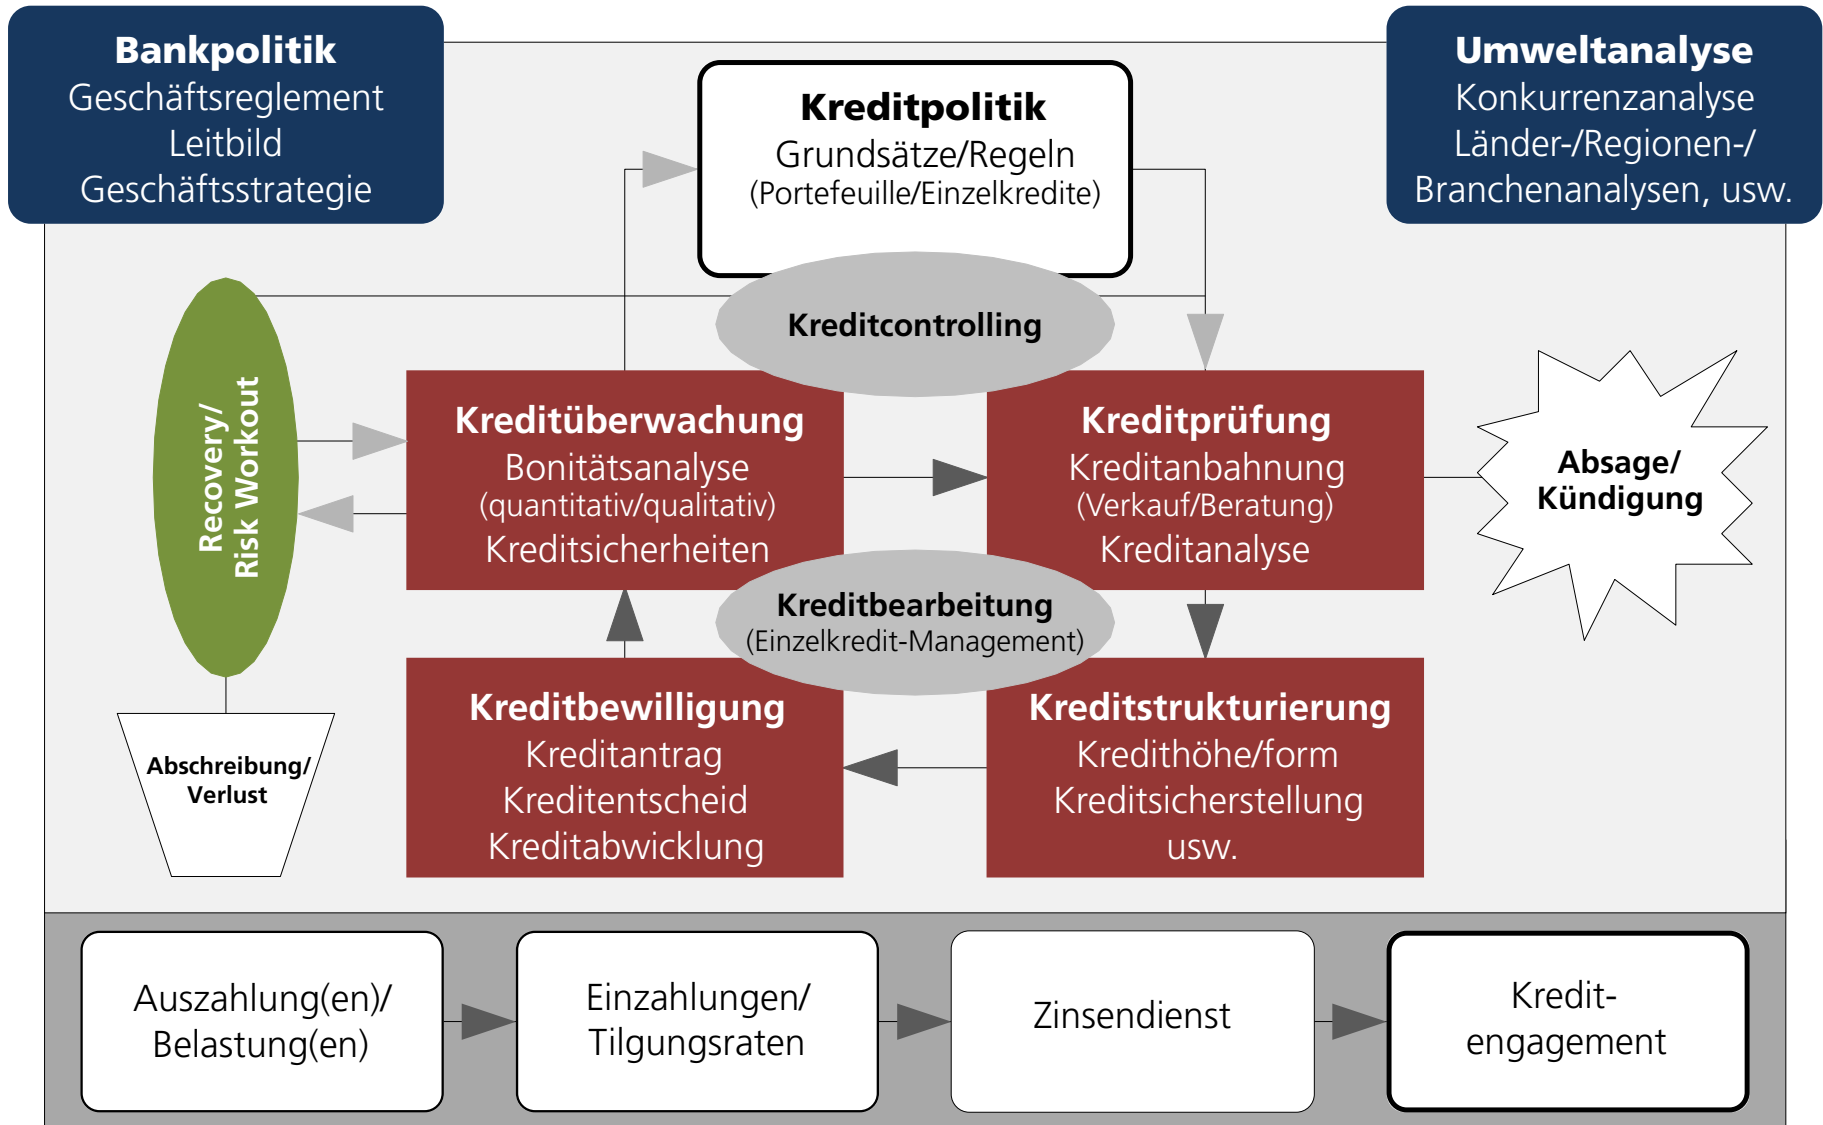 Bankpolitik
Geschäftsreglement
Leitbild
Geschäftsstrategie
Kreditpolitik
Grundsätze/Regeln
(Portefeuille/Einzelkredite)
Umweltanalyse
Konkurrenzanalyse
Länder-/Regionen-/
Branchenanalysen, usw.
Kreditcontrolling
Recovery/
Risk Workout
Kreditüberwachung
Bonitätsanalyse
(quantitativ/qualitativ)
Kreditsicherheiten
Kreditprüfung
Kreditanbahnung
(Verkauf/Beratung)
Kreditanalyse
Absage/
Kündigung
Kreditbearbeitung
(Einzelkredit-Management)
Abschreibung/
Verlust
Kreditbewilligung
Kreditantrag
Kreditentscheid
Kreditabwicklung
Kreditstrukturierung
Kredithöhe/form
Kreditsicherstellung
usw.
Auszahlung(en)/
Belastung(en)
Einzahlungen/
Tilgungsraten
Zinsendienst
Kredit-
engagement